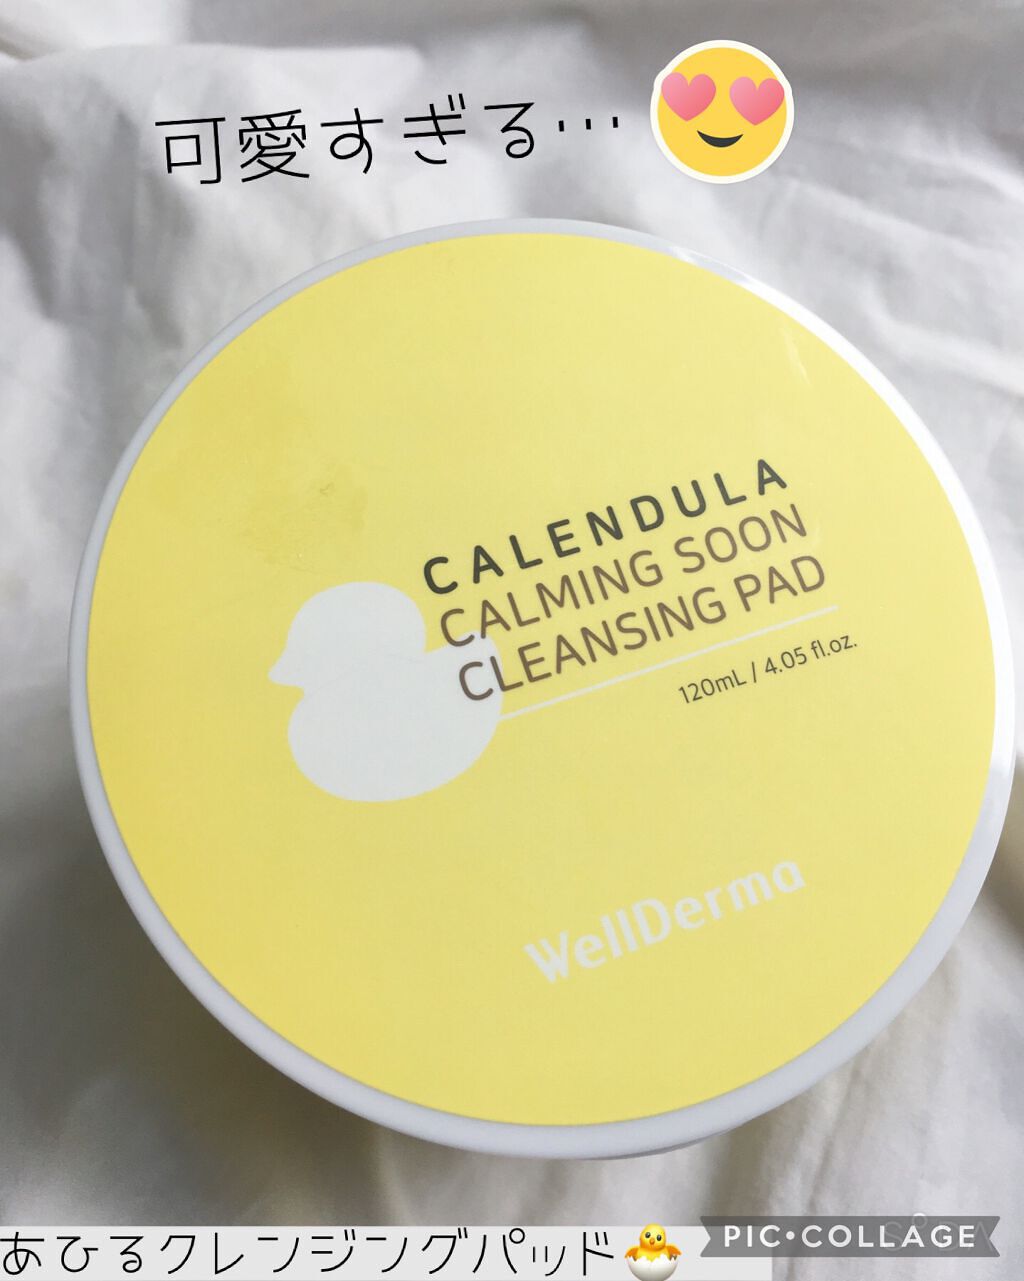 可愛すぎる…
CALENDULA
CALMING SOON
CLEANSING PAD
120mL / 4.05 fl.oz.
WellDerma
あひるクレンジングパッド
PIC•COLLAGE